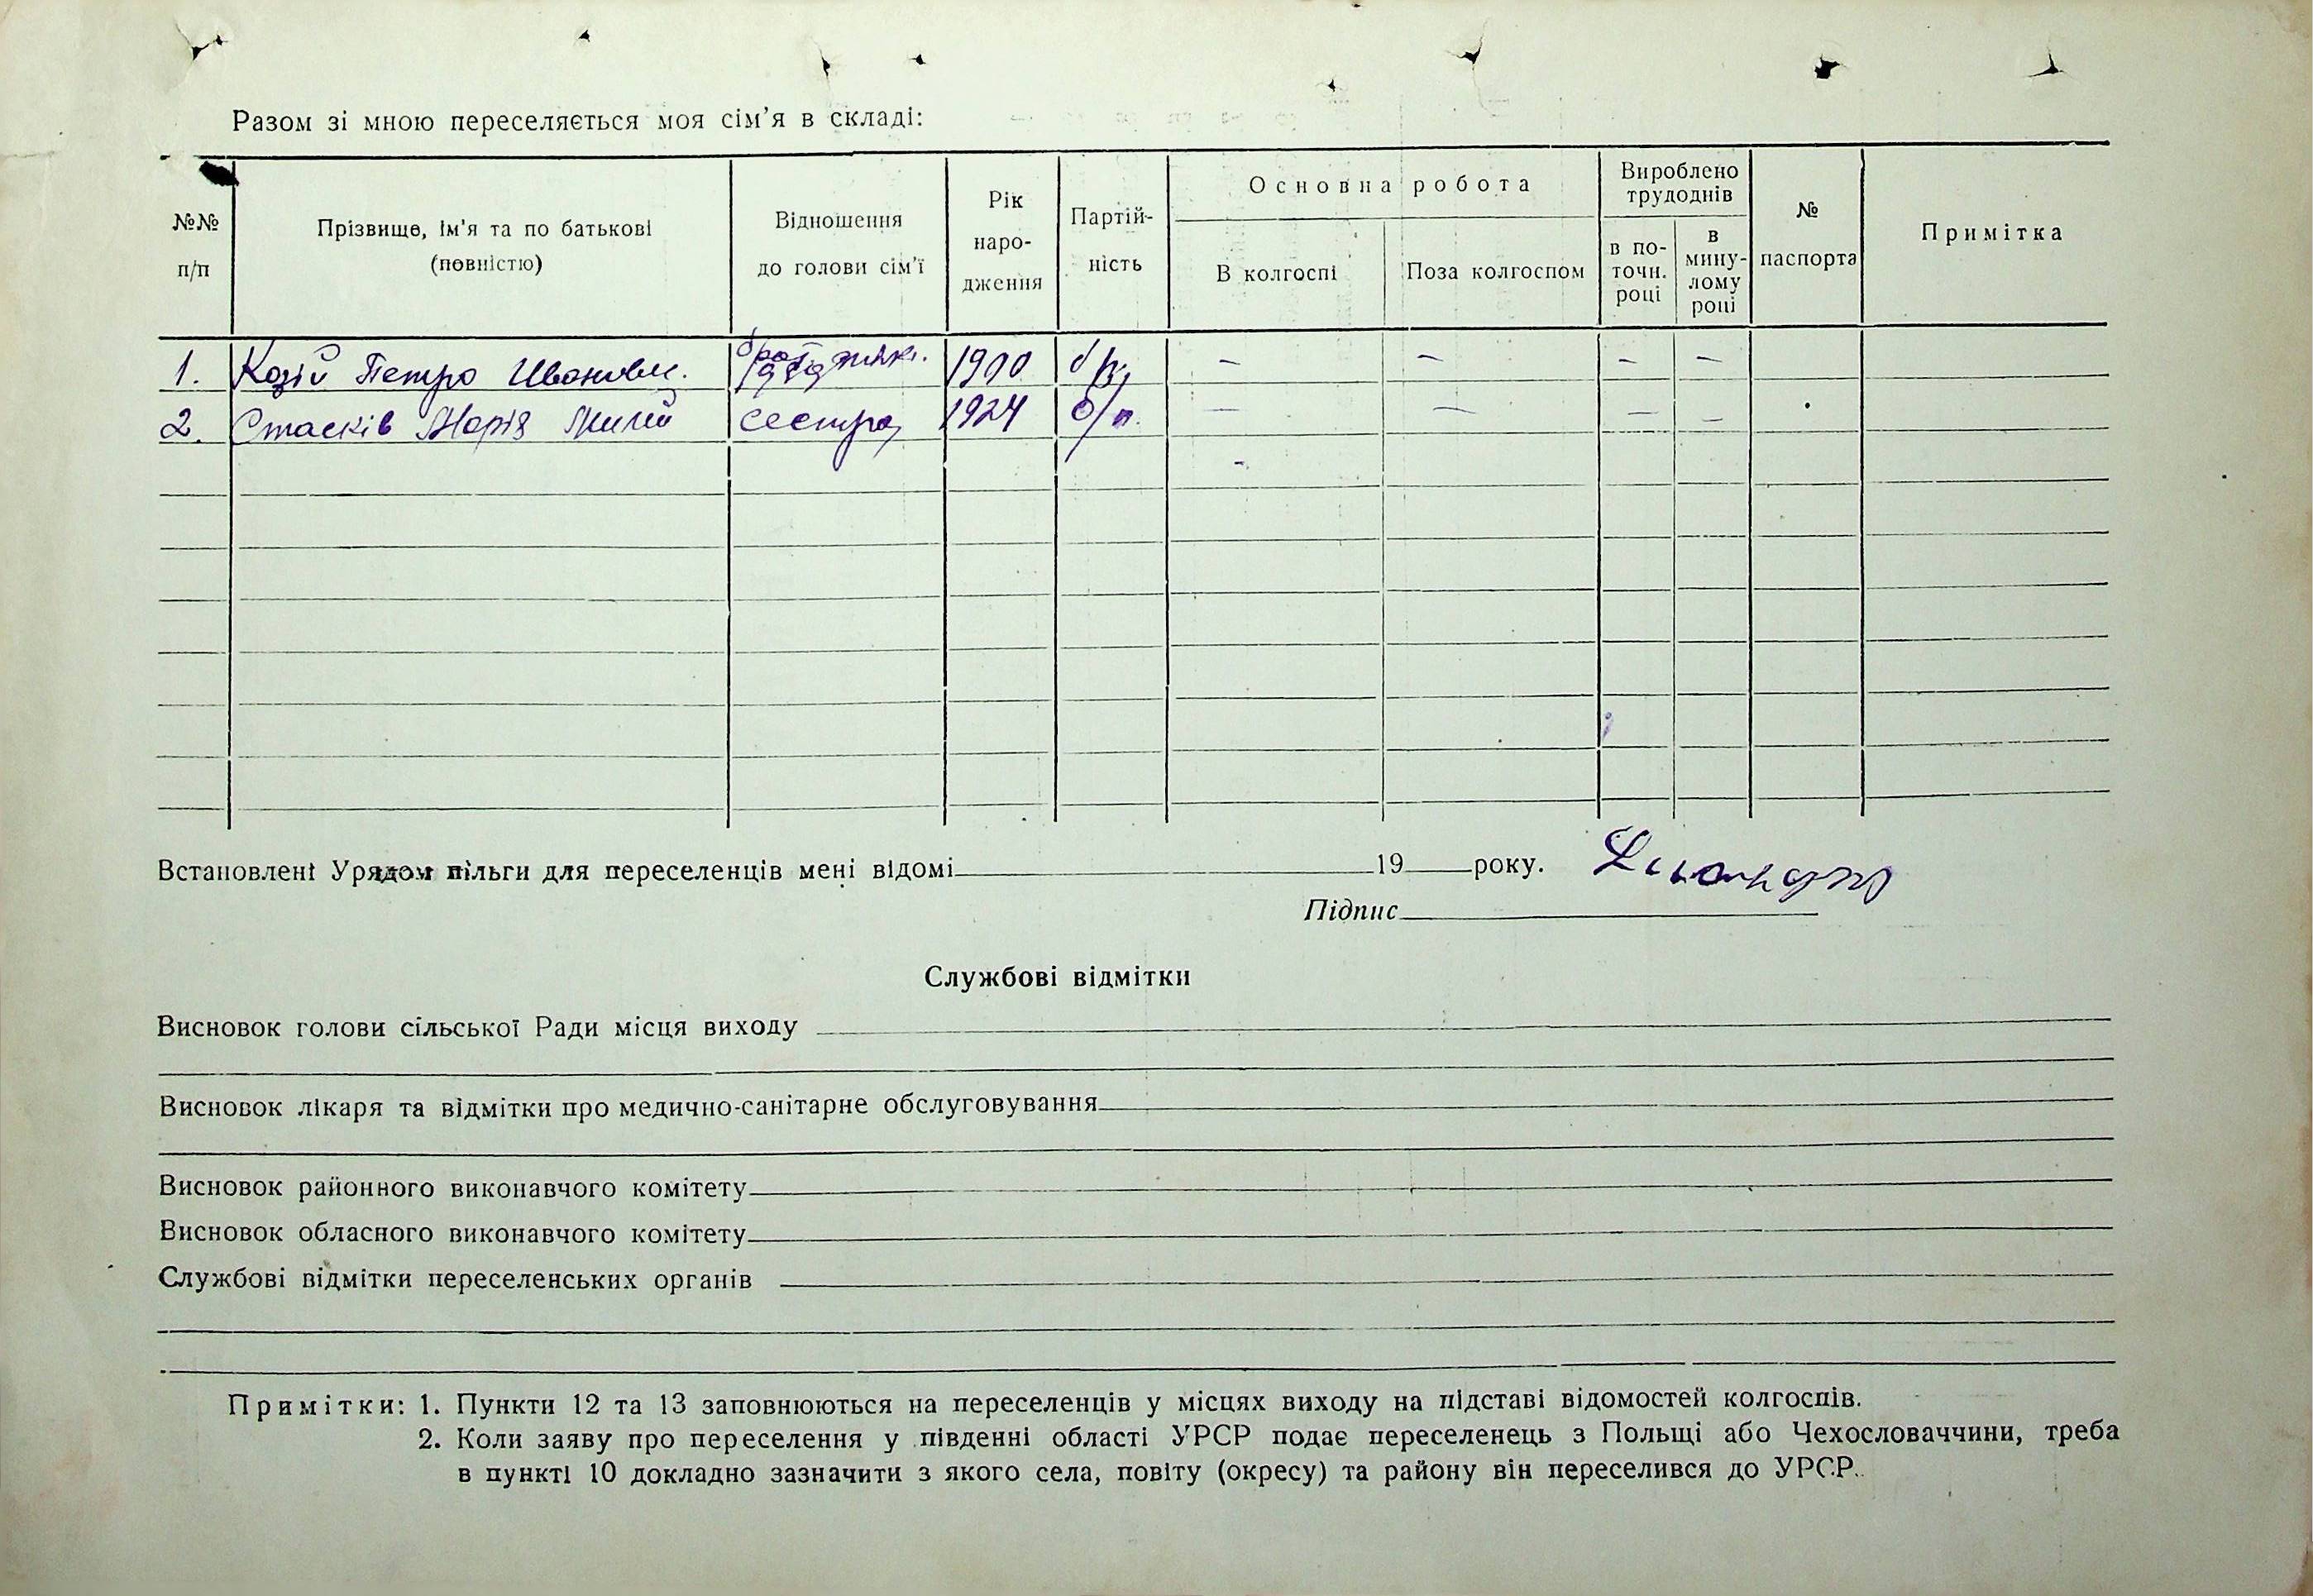 Разом зі мною переселяється моя сім'я в складі:
№№ п/п
Прізвище, ім'я та по батькові (повністю)
Відношення до голови сім'ї
Рік наро-дження
Партій-ність
Основна робота
В колгоспі
Поза колгоспом
Вироблено трудоднів
в по-точн. році
в мину-лому році
№ паспорта
Примітка
1. Козій Петро 1900 б/п, — — — —
2. Стасків Марія сестра 1924 б/п. — — — —
Встановлені Урядом пільги для переселенців мені відомі 19 року.
Підпис
Службові відмітки
Висновок голови сільської Ради місця виходу
Висновок лікаря та відмітки про медично-санітарне обслуговування
Висновок районного виконавчого комітету
Висновок обласного виконавчого комітету
Службові відмітки переселенських органів
Примітки: 1. Пункти 12 та 13 заповнюються на переселенців у місцях виходу на підставі відомостей колгоспів.
2. Коли заяву про переселення у південні області УРСР подає переселенець з Польщі або Чехословаччини, треба
в пункті 10 докладно зазначити з якого села, повіту (окресу) та району він переселився до УРСР.